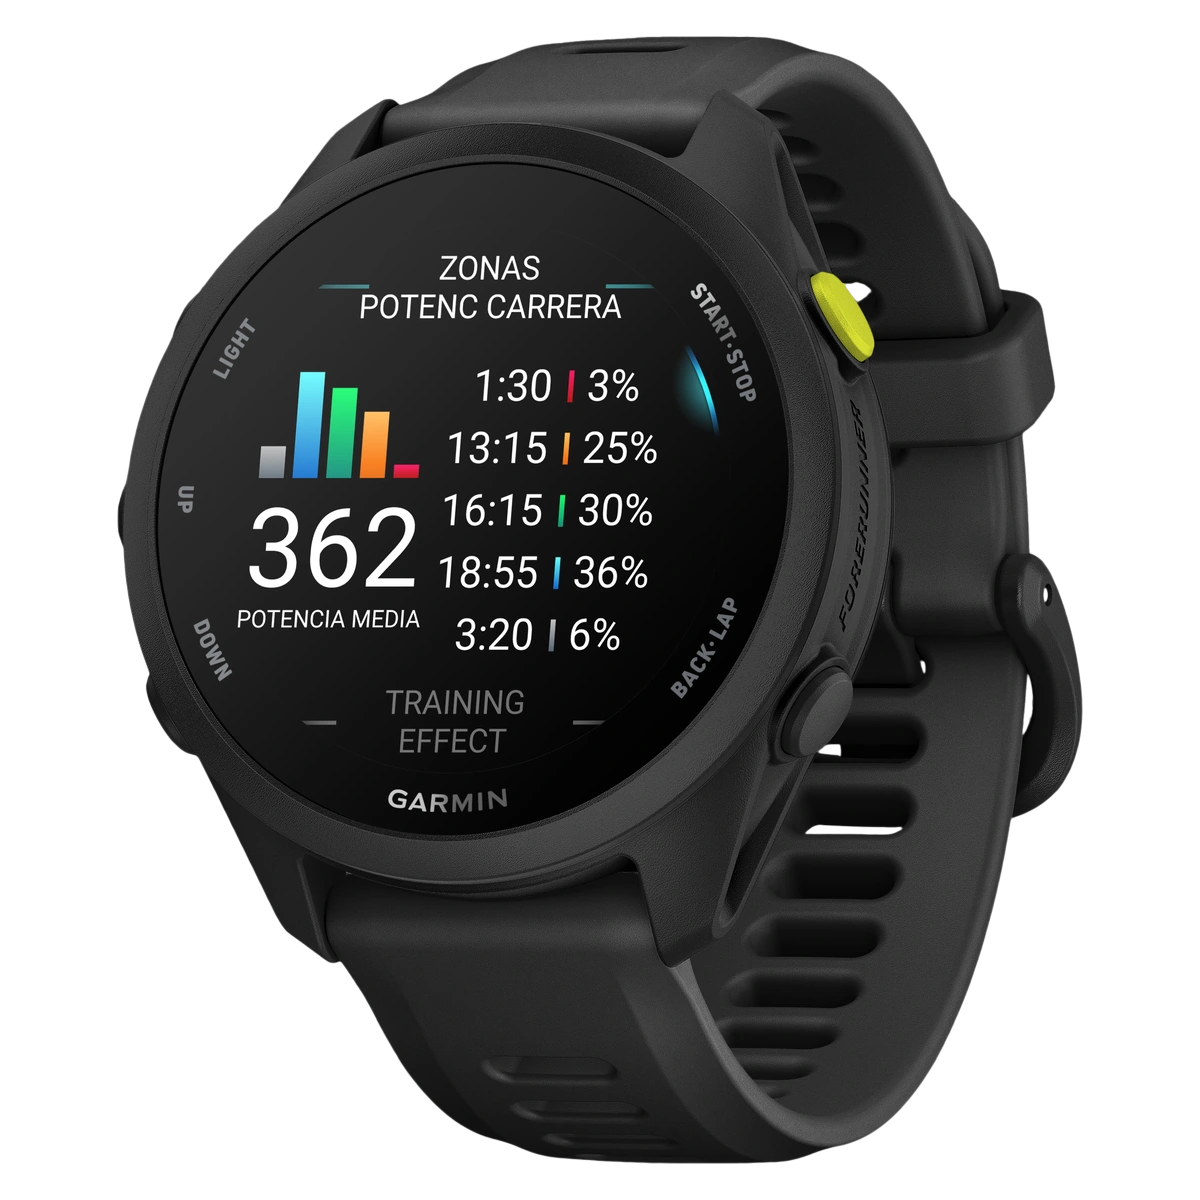 ZONAS
POTENC CARRERA
LIGHT
START·STOP
1:30 3%
13:15 25%
UP
16:15 30%
362
18:55 36%
POTENCIA MEDIA
3:20 6%
DOWN
BACK·LAP
FORERUNNER
TRAINING
EFFECT
GARMIN